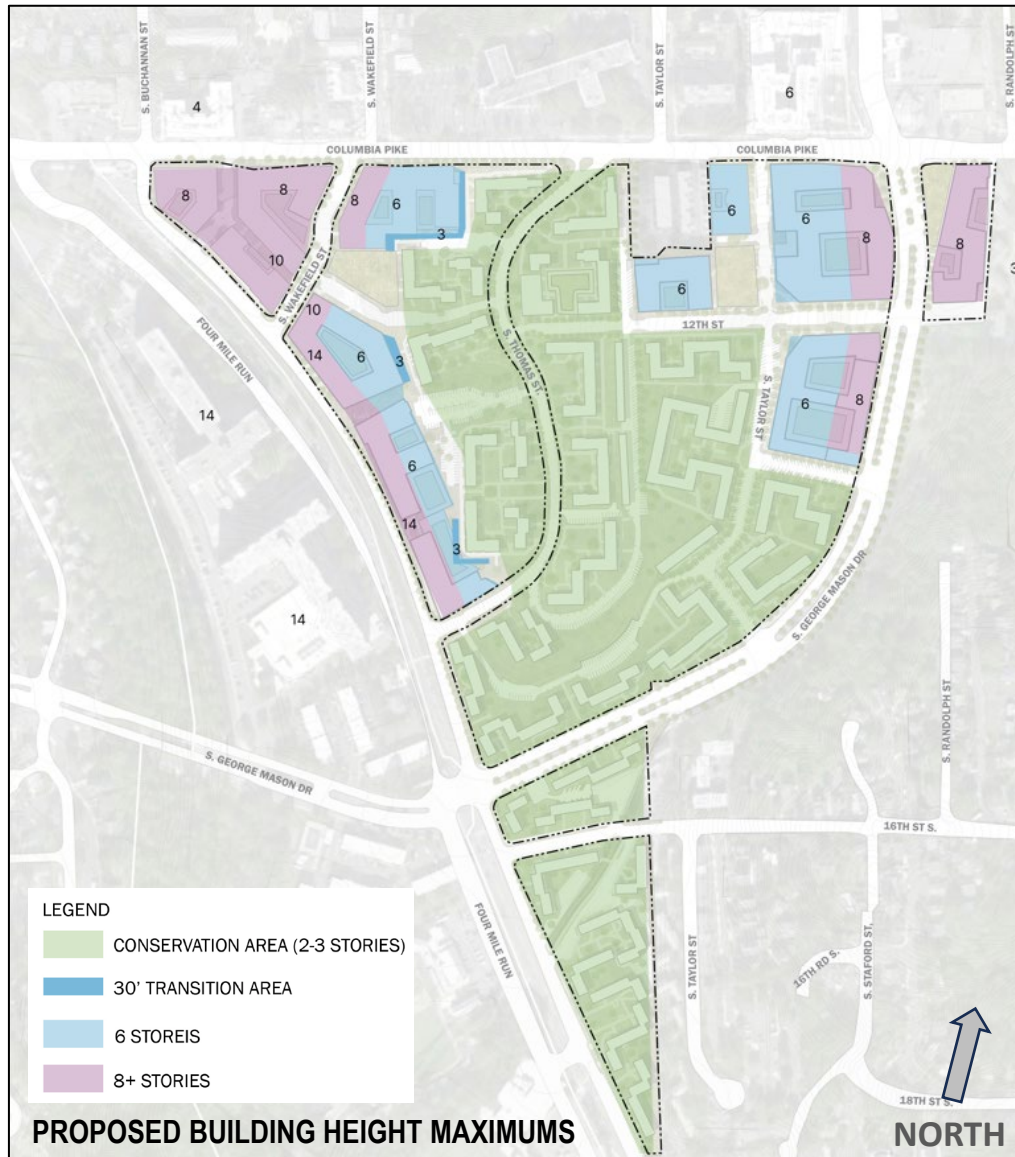 S. BUCHANNAN ST
S. WAKEFIELD ST
S. TAYLOR ST
S. RANDOLPH ST
4
6
COLUMBIA PIKE
COLUMBIA PIKE
8
8
8
6
6
6
8
8
3
10
3
S. WAKEFIELD ST
6
10
12TH ST
FOUR MILE RUN
S. THOMAS ST.
14
6
3
S. TAYLOR ST
6
8
14
6
14
3
S. GEORGE MASON DR
14
S. RANDOLPH ST
S. GEORGE MASON DR
16TH ST S.
LEGEND
CONSERVATION AREA (2-3 STORIES)
30' TRANSITION AREA
6 STOREIS
8+ STORIES
FOUR MILE RUN
S. TAYLOR ST
16TH RD S.
S. STAFORD ST,
18TH ST S.
PROPOSED BUILDING HEIGHT MAXIMUMS
NORTH